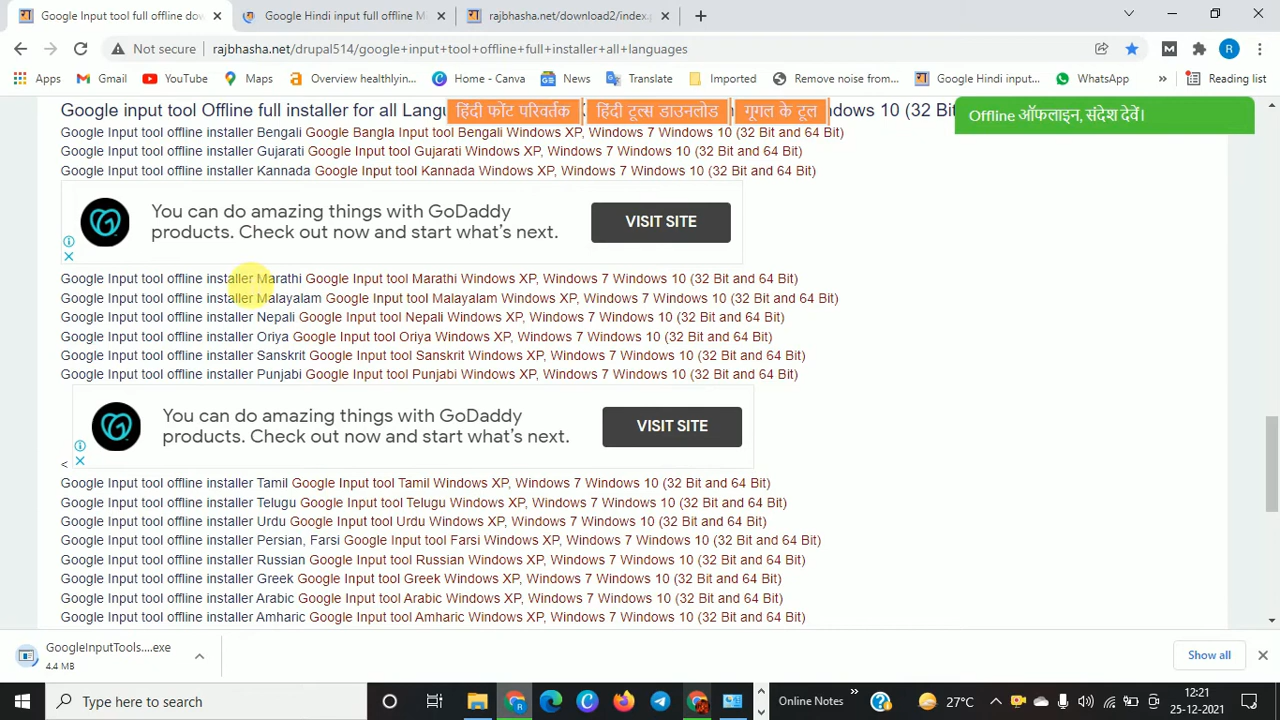 Google Input tool full offline dow
Google Hindi input full offline M
rajbhasha.net/download2/index.p
Not secure
rajbhasha.net/drupal514/google+input+tool+offline+full+installer+all+languages
R
Apps
Gmail
YouTube
Maps
Overview healthlyin...
Home - Canva
News
Translate
Imported
Remove noise from...
Google Hindi input...
WhatsApp
»
Reading list
Google input tool Offline full installer for all Langu
हिंदी फोंट परिवर्तक
हिंदी टूल्स डाउनलोड
गूगल के टूल
ndows 10 (32 Bi
Offline ऑफलाइन, संदेश देवें।
Google Input tool offline installer Bengali Google Bangla Input tool Bengali Windows XP, Windows 7 Windows 10 (32 Bit and 64 Bit)
Google Input tool offline installer Gujarati Google Input tool Gujarati Windows XP, Windows 7 Windows 10 (32 Bit and 64 Bit)
Google Input tool offline installer Kannada Google Input tool Kannada Windows XP, Windows 7 Windows 10 (32 Bit and 64 Bit)
You can do amazing things with GoDaddy
products. Check out now and start what's next.
VISIT SITE
Google Input tool offline installer Marathi Google Input tool Marathi Windows XP, Windows 7 Windows 10 (32 Bit and 64 Bit)
Google Input tool offline installer Malayalam Google Input tool Malayalam Windows XP, Windows 7 Windows 10 (32 Bit and 64 Bit)
Google Input tool offline installer Nepali Google Input tool Nepali Windows XP, Windows 7 Windows 10 (32 Bit and 64 Bit)
Google Input tool offline installer Oriya Google Input tool Oriya Windows XP, Windows 7 Windows 10 (32 Bit and 64 Bit)
Google Input tool offline installer Sanskrit Google Input tool Sanskrit Windows XP, Windows 7 Windows 10 (32 Bit and 64 Bit)
Google Input tool offline installer Punjabi Google Input tool Punjabi Windows XP, Windows 7 Windows 10 (32 Bit and 64 Bit)
You can do amazing things with GoDaddy
products. Check out now and start what's next.
VISIT SITE
<
Google Input tool offline installer Tamil Google Input tool Tamil Windows XP, Windows 7 Windows 10 (32 Bit and 64 Bit)
Google Input tool offline installer Telugu Google Input tool Telugu Windows XP, Windows 7 Windows 10 (32 Bit and 64 Bit)
Google Input tool offline installer Urdu Google Input tool Urdu Windows XP, Windows 7 Windows 10 (32 Bit and 64 Bit)
Google Input tool offline installer Persian, Farsi Google Input tool Farsi Windows XP, Windows 7 Windows 10 (32 Bit and 64 Bit)
Google Input tool offline installer Russian Google Input tool Russian Windows XP, Windows 7 Windows 10 (32 Bit and 64 Bit)
Google Input tool offline installer Greek Google Input tool Greek Windows XP, Windows 7 Windows 10 (32 Bit and 64 Bit)
Google Input tool offline installer Arabic Google Input tool Arabic Windows XP, Windows 7 Windows 10 (32 Bit and 64 Bit)
Google Input tool offline installer Amharic Google Input tool Amharic Windows XP, Windows 7 Windows 10 (32 Bit and 64 Bit)
GoogleInputTools....exe
4.4 MB
Show all
Type here to search
Online Notes
»
27°C
12:21
25-12-2021